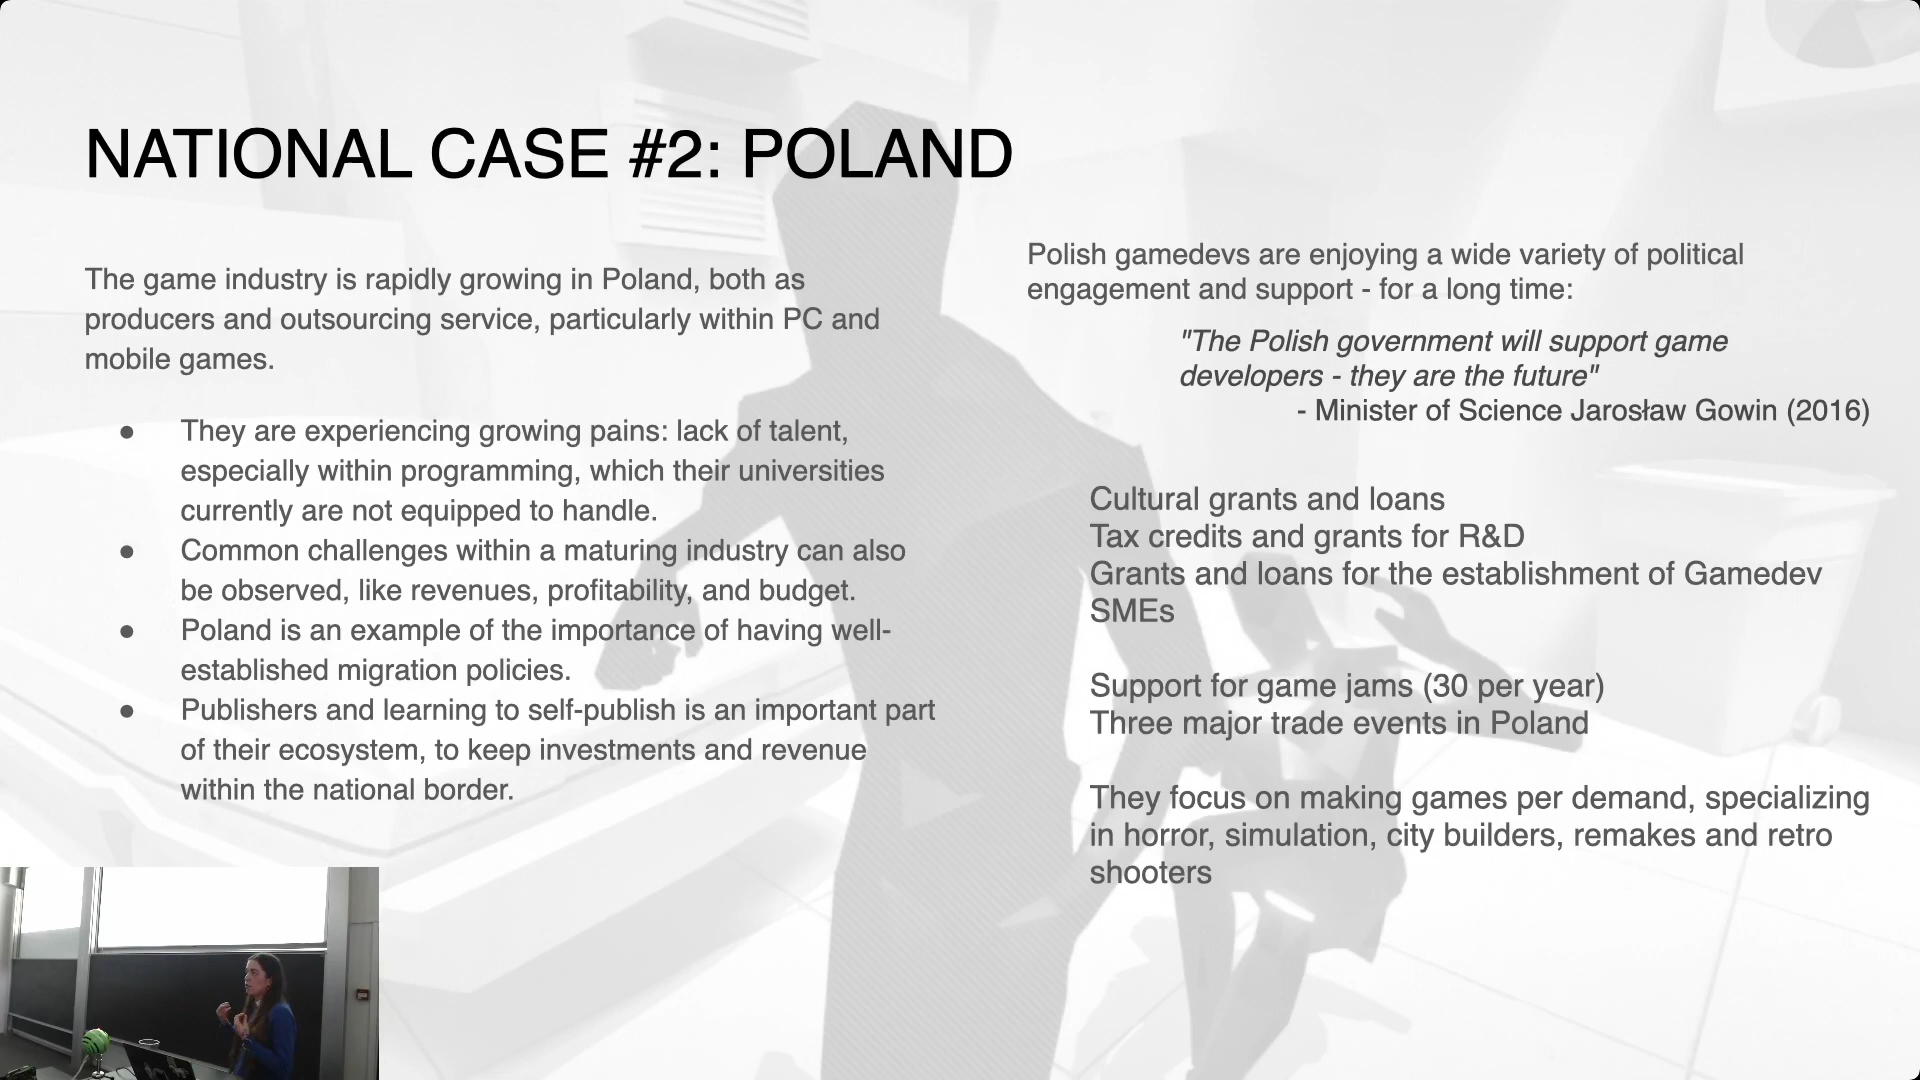 NATIONAL CASE #2: POLAND
The game industry is rapidly growing in Poland, both as
producers and outsourcing service, particularly within PC and
mobile games.
● They are experiencing growing pains: lack of talent,
especially within programming, which their universities
currently are not equipped to handle.
● Common challenges within a maturing industry can also
be observed, like revenues, profitability, and budget.
● Poland is an example of the importance of having well-
established migration policies.
● Publishers and learning to self-publish is an important part
of their ecosystem, to keep investments and revenue
within the national border.
Polish gamedevs are enjoying a wide variety of political
engagement and support - for a long time:
"The Polish government will support game
developers - they are the future"
- Minister of Science Jarosław Gowin (2016)
Cultural grants and loans
Tax credits and grants for R&D
Grants and loans for the establishment of Gamedev
SMEs
Support for game jams (30 per year)
Three major trade events in Poland
They focus on making games per demand, specializing
in horror, simulation, city builders, remakes and retro
shooters